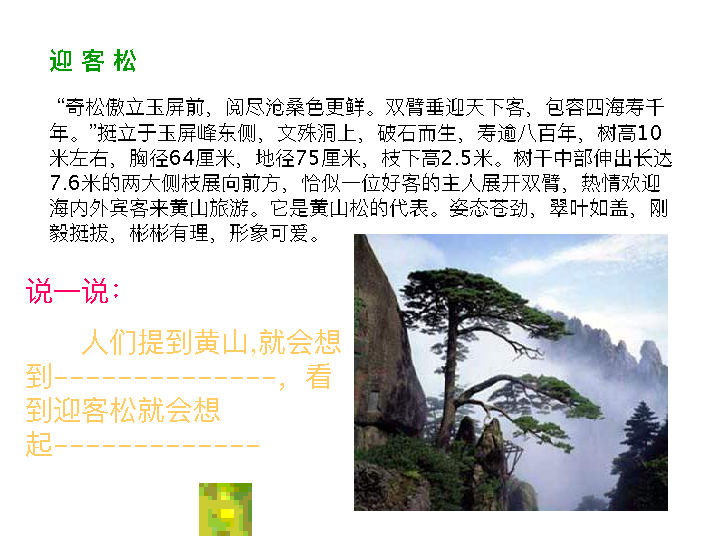 迎 客 松
“奇松傲立玉屏前，阅尽沧桑色更鲜。双臂垂迎天下客，包容四海寿千
年。”挺立于玉屏峰东侧，文殊洞上，破石而生，寿逾八百年，树高10
米左右，胸径64厘米，地径75厘米，枝下高2.5米。树干中部伸出长达
7.6米的两大侧枝展向前方，恰似一位好客的主人展开双臂，热情欢迎
海内外宾客来黄山旅游。它是黄山松的代表。姿态苍劲，翠叶如盖，刚
毅挺拔，彬彬有理，形象可爱。
说一说：
人们提到黄山,就会想
到--------------，看
到迎客松就会想
起-------------